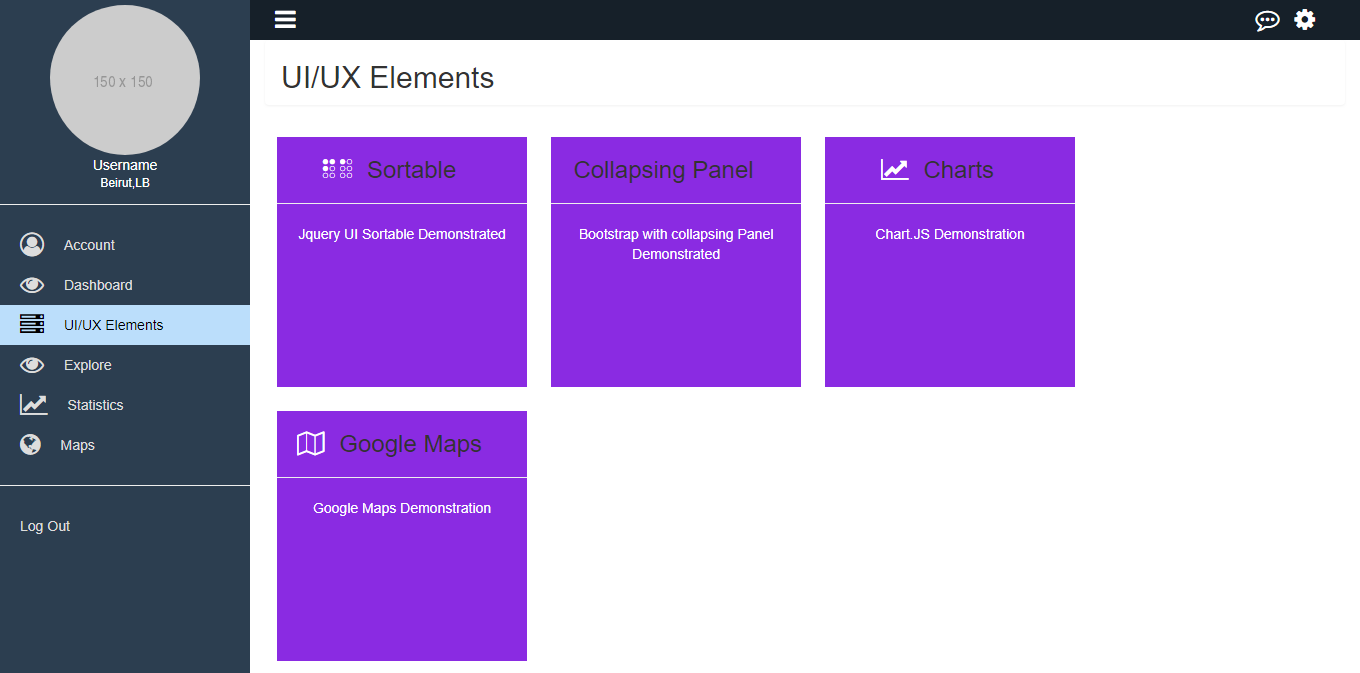 150 x 150
Username
Beirut,LB
Account
Dashboard
UI/UX Elements
Explore
Statistics
Maps
Log Out
UI/UX Elements
Sortable
Jquery UI Sortable Demonstrated
Collapsing Panel
Bootstrap with collapsing Panel
Demonstrated
Charts
Chart.JS Demonstration
Google Maps
Google Maps Demonstration